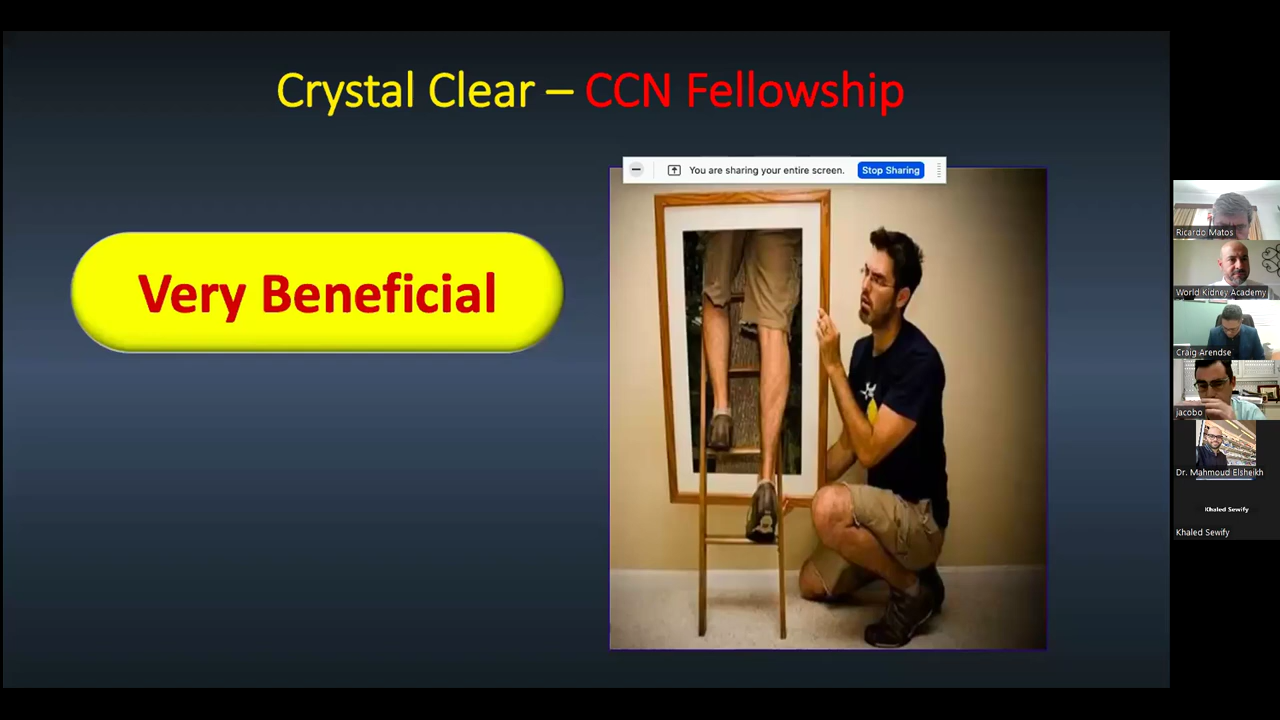 Crystal Clear – CCN Fellowship
You are sharing your entire screen. Stop Sharing
Very Beneficial
Ricardo Matos
World Kidney Academy
Craig Arendse
jacobo
Dr. Mahmoud Elsheikh
Khaled Sewify
Khaled Sewify